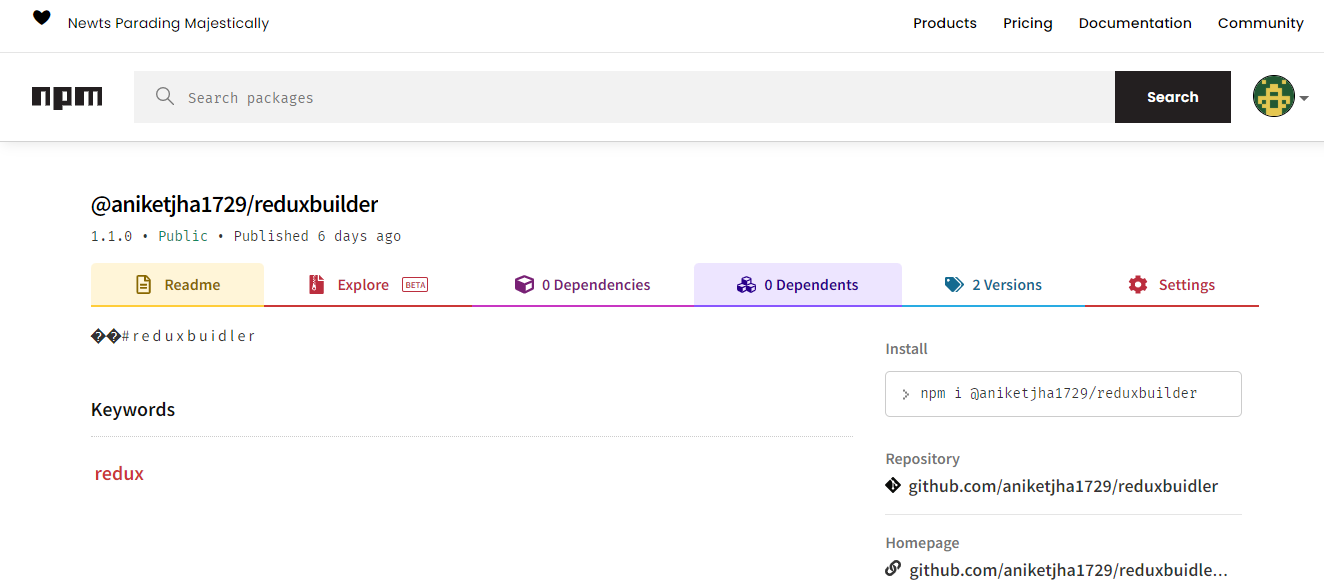 Newts Parading Majestically
Products Pricing Documentation Community
npm
Search packages
Search
@aniketjha1729/reduxbuilder
1.1.0 • Public • Published 6 days ago
Readme
Explore BETA
0 Dependencies
0 Dependents
2 Versions
Settings
��#reduxbuidler
Keywords
redux
Install
> npm i @aniketjha1729/reduxbuilder
Repository
github.com/aniketjha1729/reduxbuidler
Homepage
github.com/aniketjha1729/reduxbuidle...